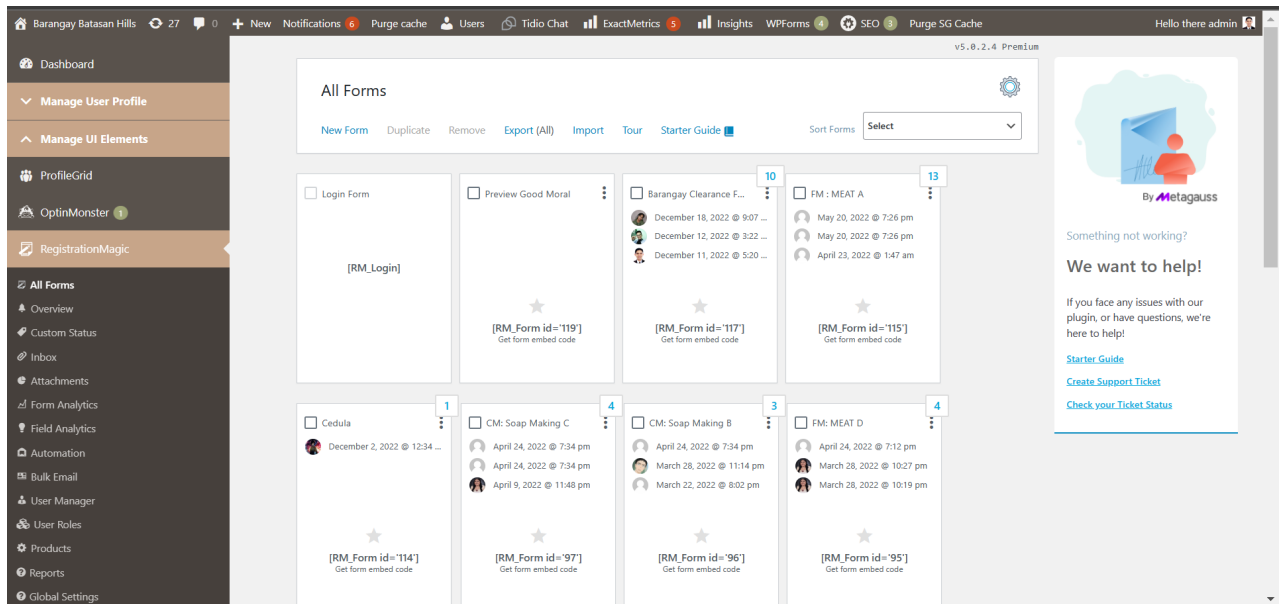 Barangay Batasan Hills 27 0 New Notifications 6 Purge cache Users Tidio Chat ExactMetrics 5 Insights WPForms 4 SEO 3 Purge SG Cache Hello there admin
v5.0.2.4 Premium
Dashboard
Manage User Profile
Manage UI Elements
ProfileGrid
OptinMonster 1
RegistrationMagic
All Forms
Overview
Custom Status
Inbox
Attachments
Form Analytics
Field Analytics
Automation
Bulk Email
User Manager
User Roles
Products
Reports
Global Settings
All Forms
New Form Duplicate Remove Export (All) Import Tour Starter Guide Sort Forms Select
Login Form
[RM_Login]
Preview Good Moral
[RM_Form id='119']
Get form embed code
10
Barangay Clearance F...
December 18, 2022 @ 9:07 ...
December 12, 2022 @ 3:22 ...
December 11, 2022 @ 5:20 ...
[RM_Form id='117']
Get form embed code
13
FM : MEAT A
May 20, 2022 @ 7:26 pm
May 20, 2022 @ 7:26 pm
April 23, 2022 @ 1:47 am
[RM_Form id='115']
Get form embed code
1
Cedula
December 2, 2022 @ 12:34 ...
[RM_Form id='114']
Get form embed code
4
CM: Soap Making C
April 24, 2022 @ 7:34 pm
April 24, 2022 @ 7:34 pm
April 9, 2022 @ 11:48 pm
[RM_Form id='97']
Get form embed code
3
CM: Soap Making B
April 24, 2022 @ 7:34 pm
March 28, 2022 @ 11:14 pm
March 22, 2022 @ 8:02 pm
[RM_Form id='96']
Get form embed code
4
FM: MEAT D
April 24, 2022 @ 7:12 pm
March 28, 2022 @ 10:27 pm
March 28, 2022 @ 10:19 pm
[RM_Form id='95']
Get form embed code
By Metagauss
Something not working?
We want to help!
If you face any issues with our
plugin, or have questions, we're
here to help!
Starter Guide
Create Support Ticket
Check your Ticket Status